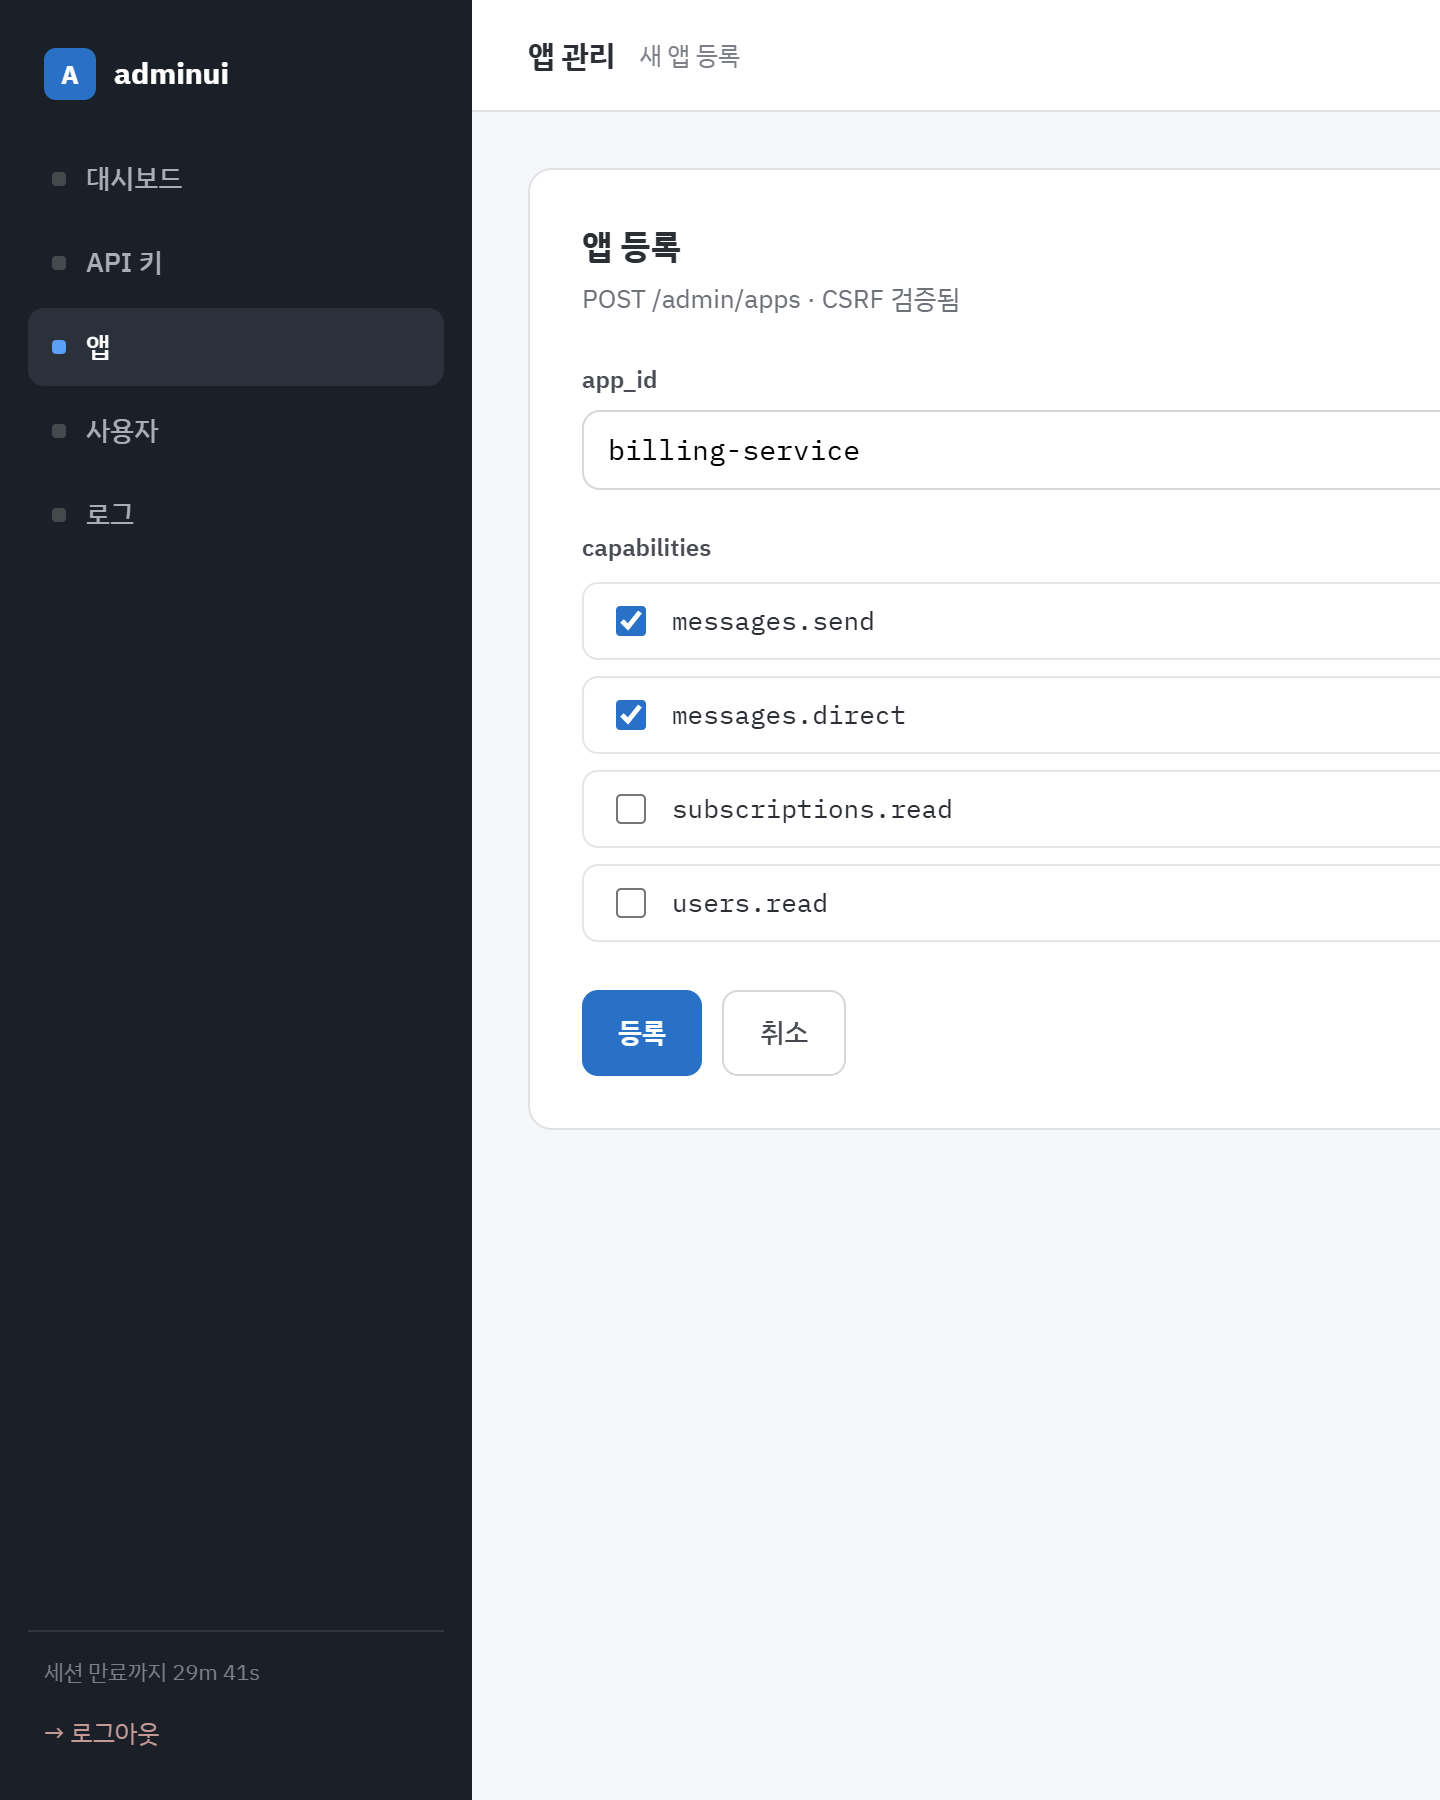 A adminui
대시보드
API 키
앱
사용자
로그
세션 만료까지 29m 41s
→ 로그아웃
앱 관리 새 앱 등록
앱 등록
POST /admin/apps · CSRF 검증됨
app_id
billing-service
capabilities
messages.send
messages.direct
subscriptions.read
users.read
등록 취소